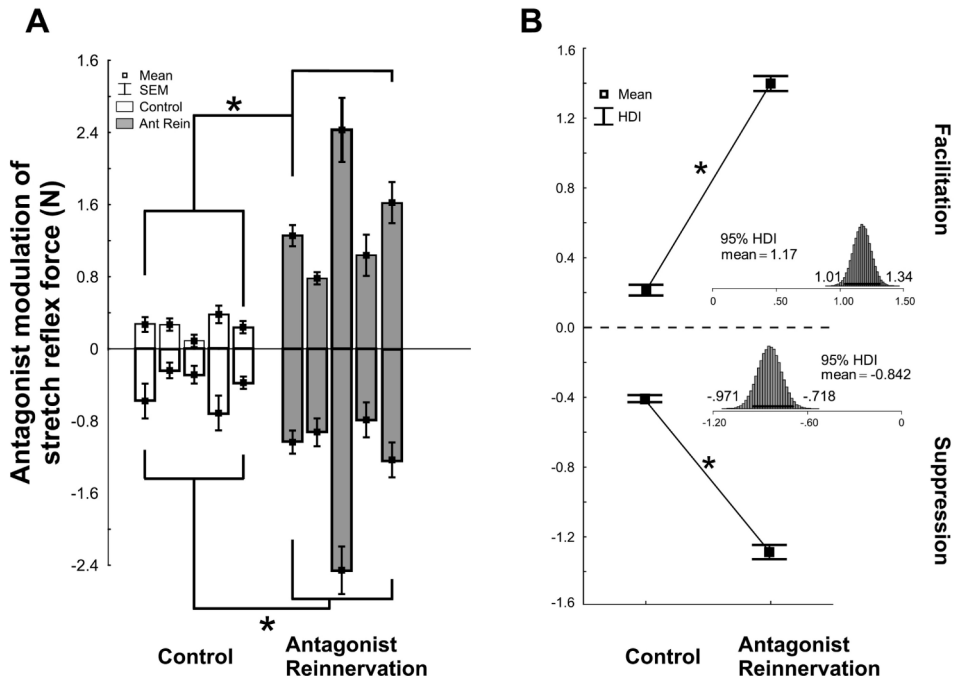 A
Antagonist modulation of
stretch reflex force (N)
1.6
2.4
1.6
0.8
0
-0.8
-1.6
-2.4
Mean
SEM
Control
Ant Rein
*
*
Control
Antagonist
Reinnervation
B
1.6
1.2
0.8
0.4
0.2
0.0
-0.4
-0.8
-1.2
-1.6
Mean
HDI
*
95% HDI
mean = 1.17
1.01
1.34
0
.50
1.00
1.50
95% HDI
mean = -0.842
-.971
-.718
-1.20
-.60
0
*
Control
Antagonist
Reinnervation
Facilitation
Suppression